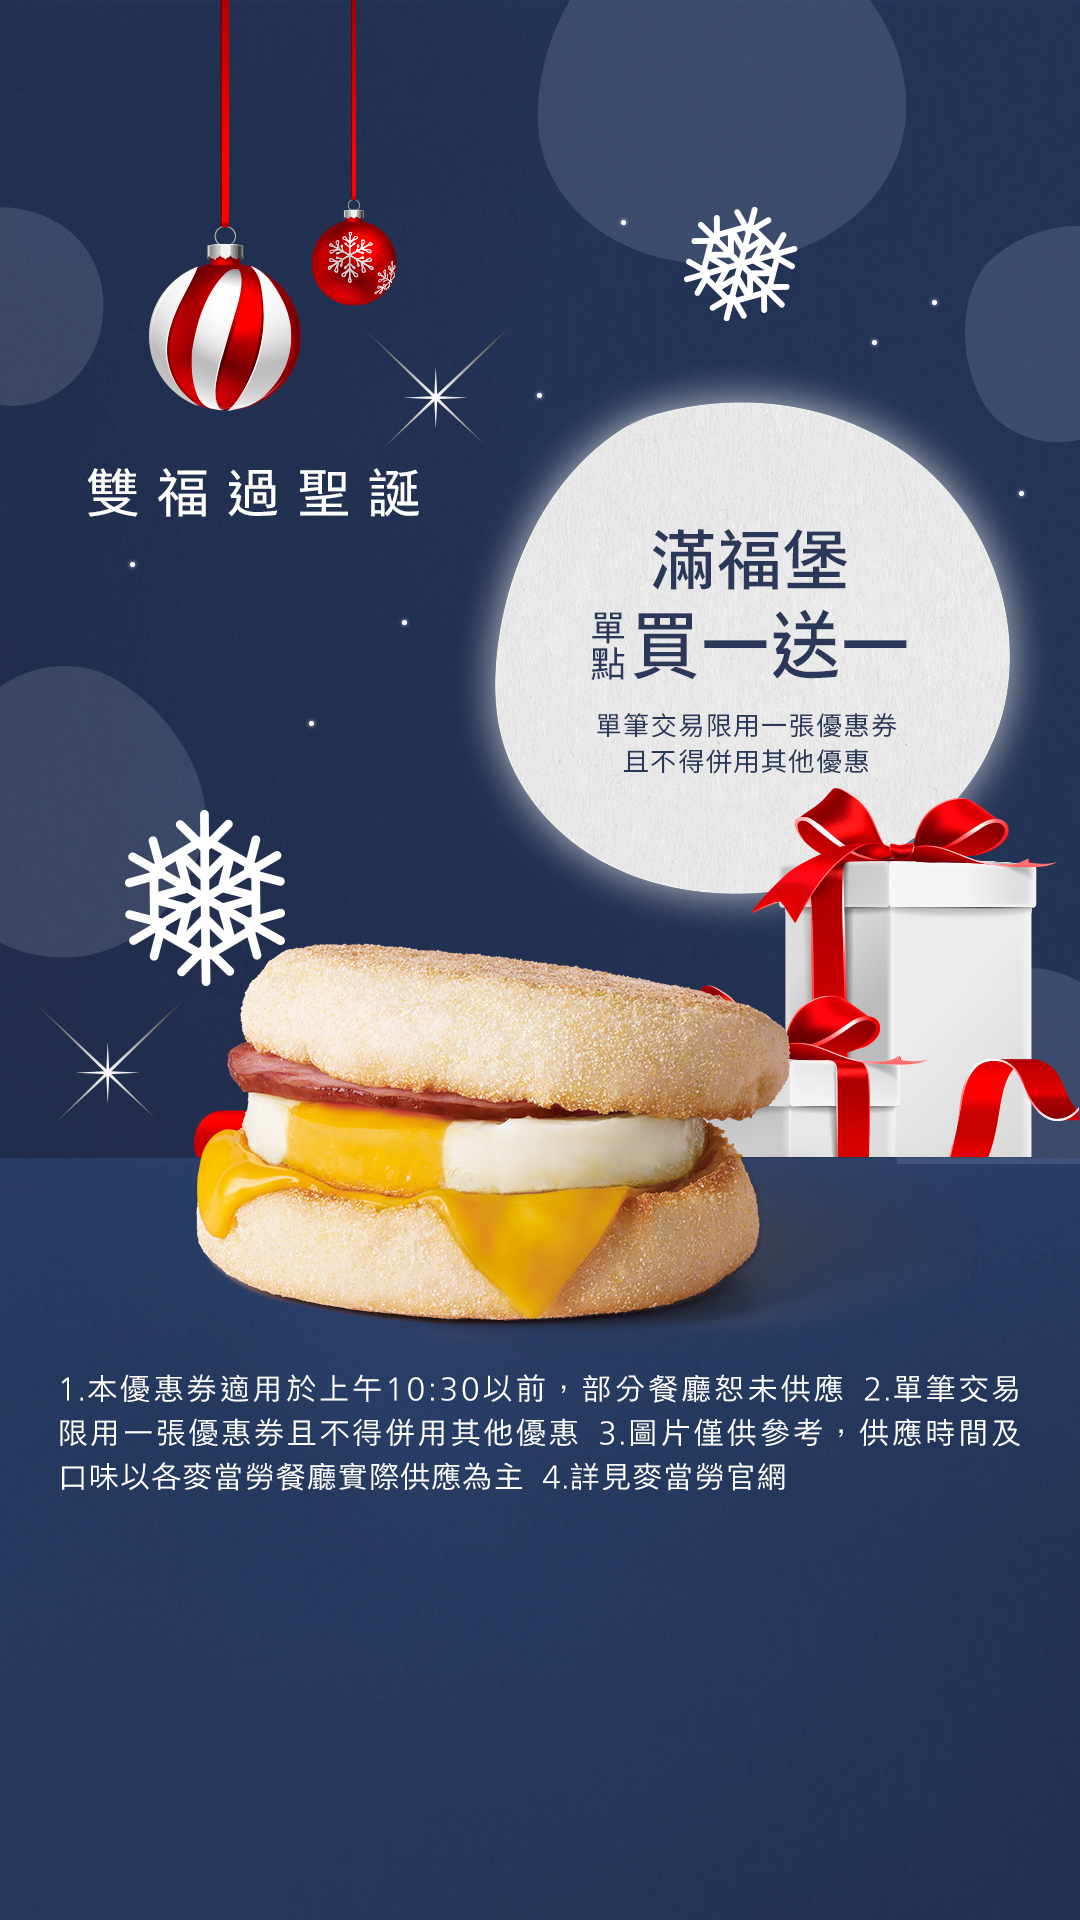 雙福過聖誕
滿福堡
單點買一送一
單筆交易限用一張優惠券
且不得併用其他優惠
1.本優惠券適用於上午10:30以前，部分餐廳恕未供應 2.單筆交易
限用一張優惠券且不得併用其他優惠 3.圖片僅供參考，供應時間及
口味以各麥當勞餐廳實際供應為主 4.詳見麥當勞官網